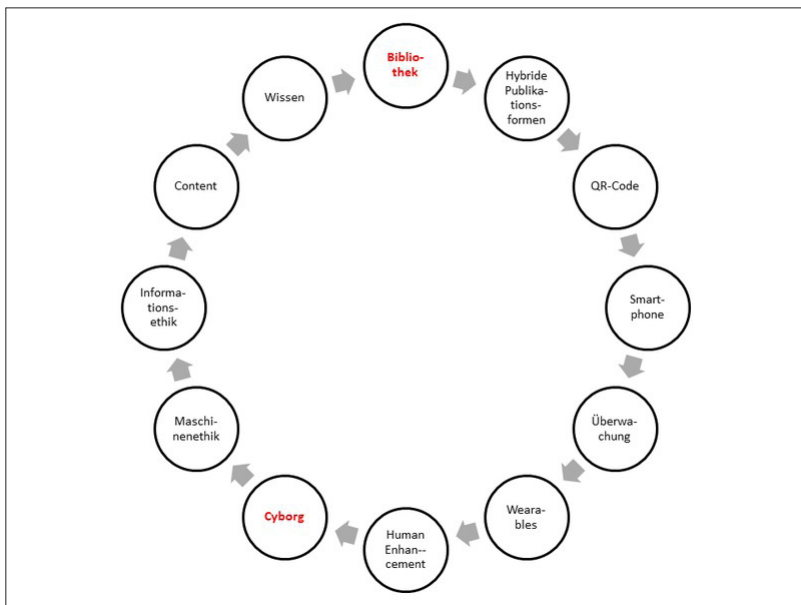 Biblio-
thek
Hybride
Publika-
tions-
formen
QR-Code
Smart-
phone
Überwa-
chung
Weara-
bles
Human
Enhan--
cement
Cyborg
Maschi-
nenethik
Informa-
tions-
ethik
Content
Wissen